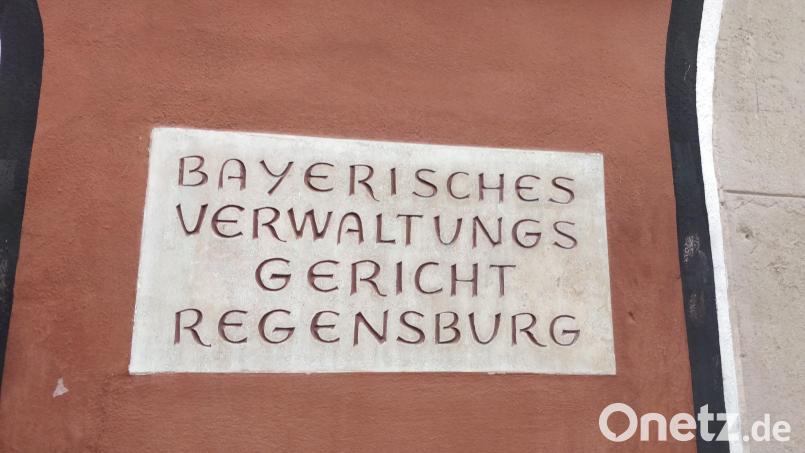 BAYERISCHES
VERWALTUNGS
GERICHT
REGENSBURG
Onetz.de